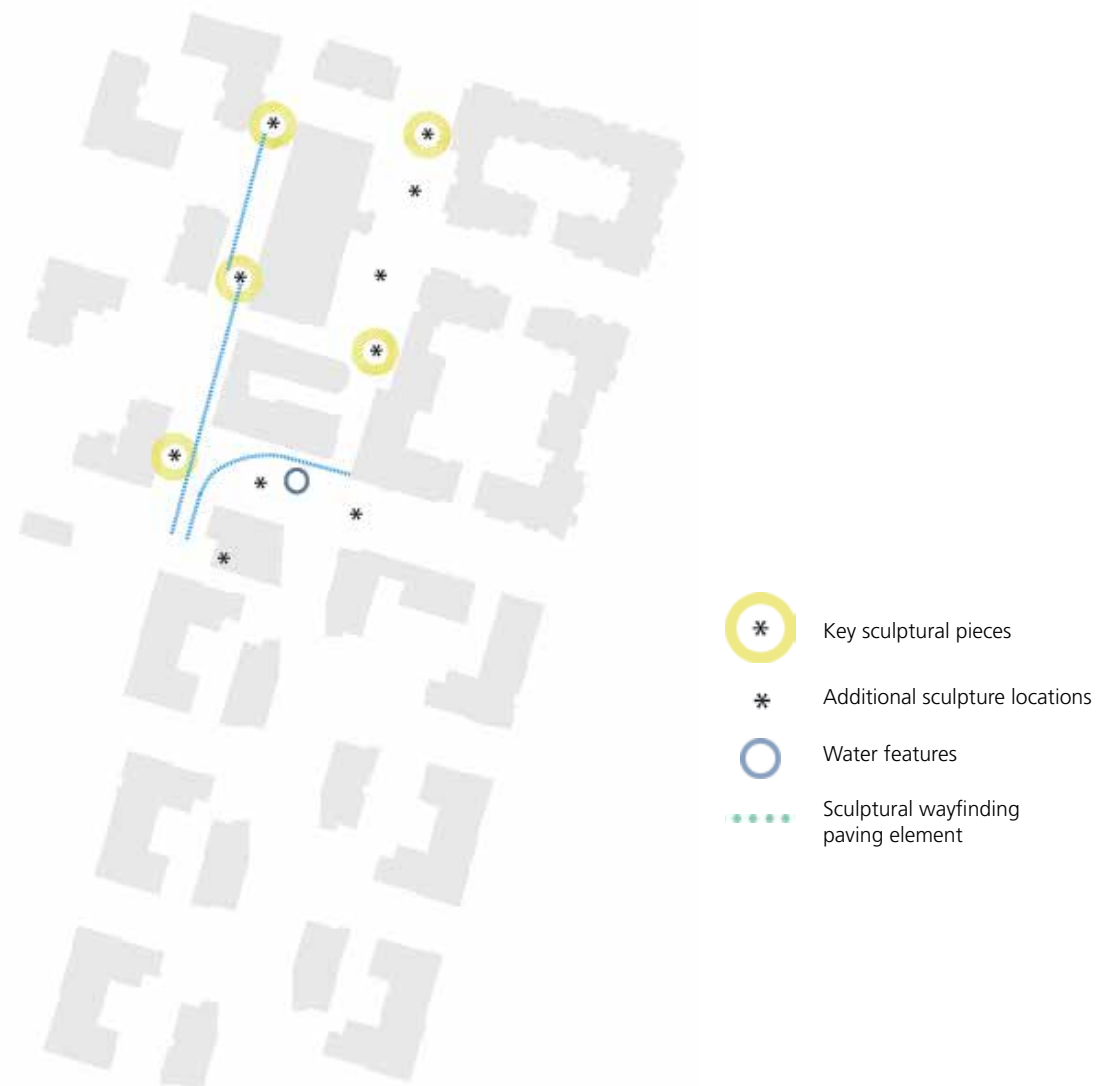 Key sculptural pieces
Additional sculpture locations
Water features
Sculptural wayfinding
paving element